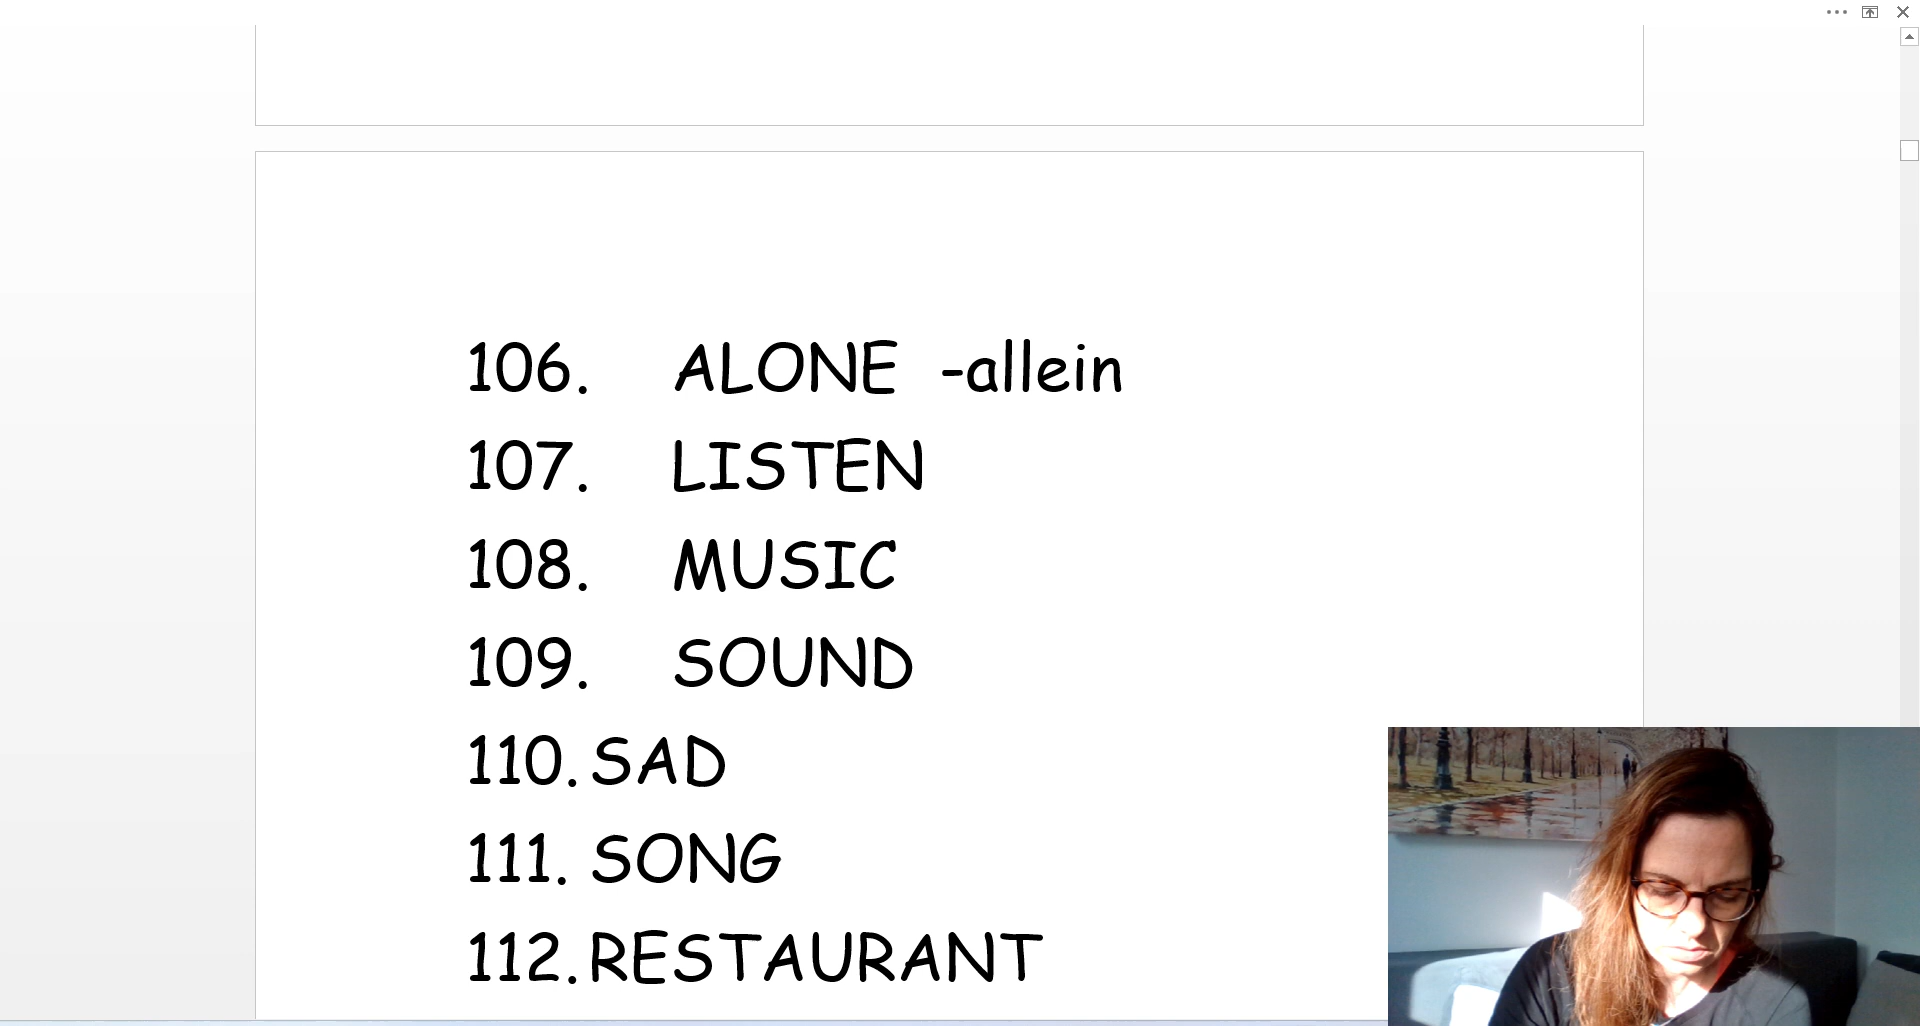 106. ALONE -allein
107. LISTEN
108. MUSIC
109. SOUND
110. SAD
111. SONG
112. RESTAURANT